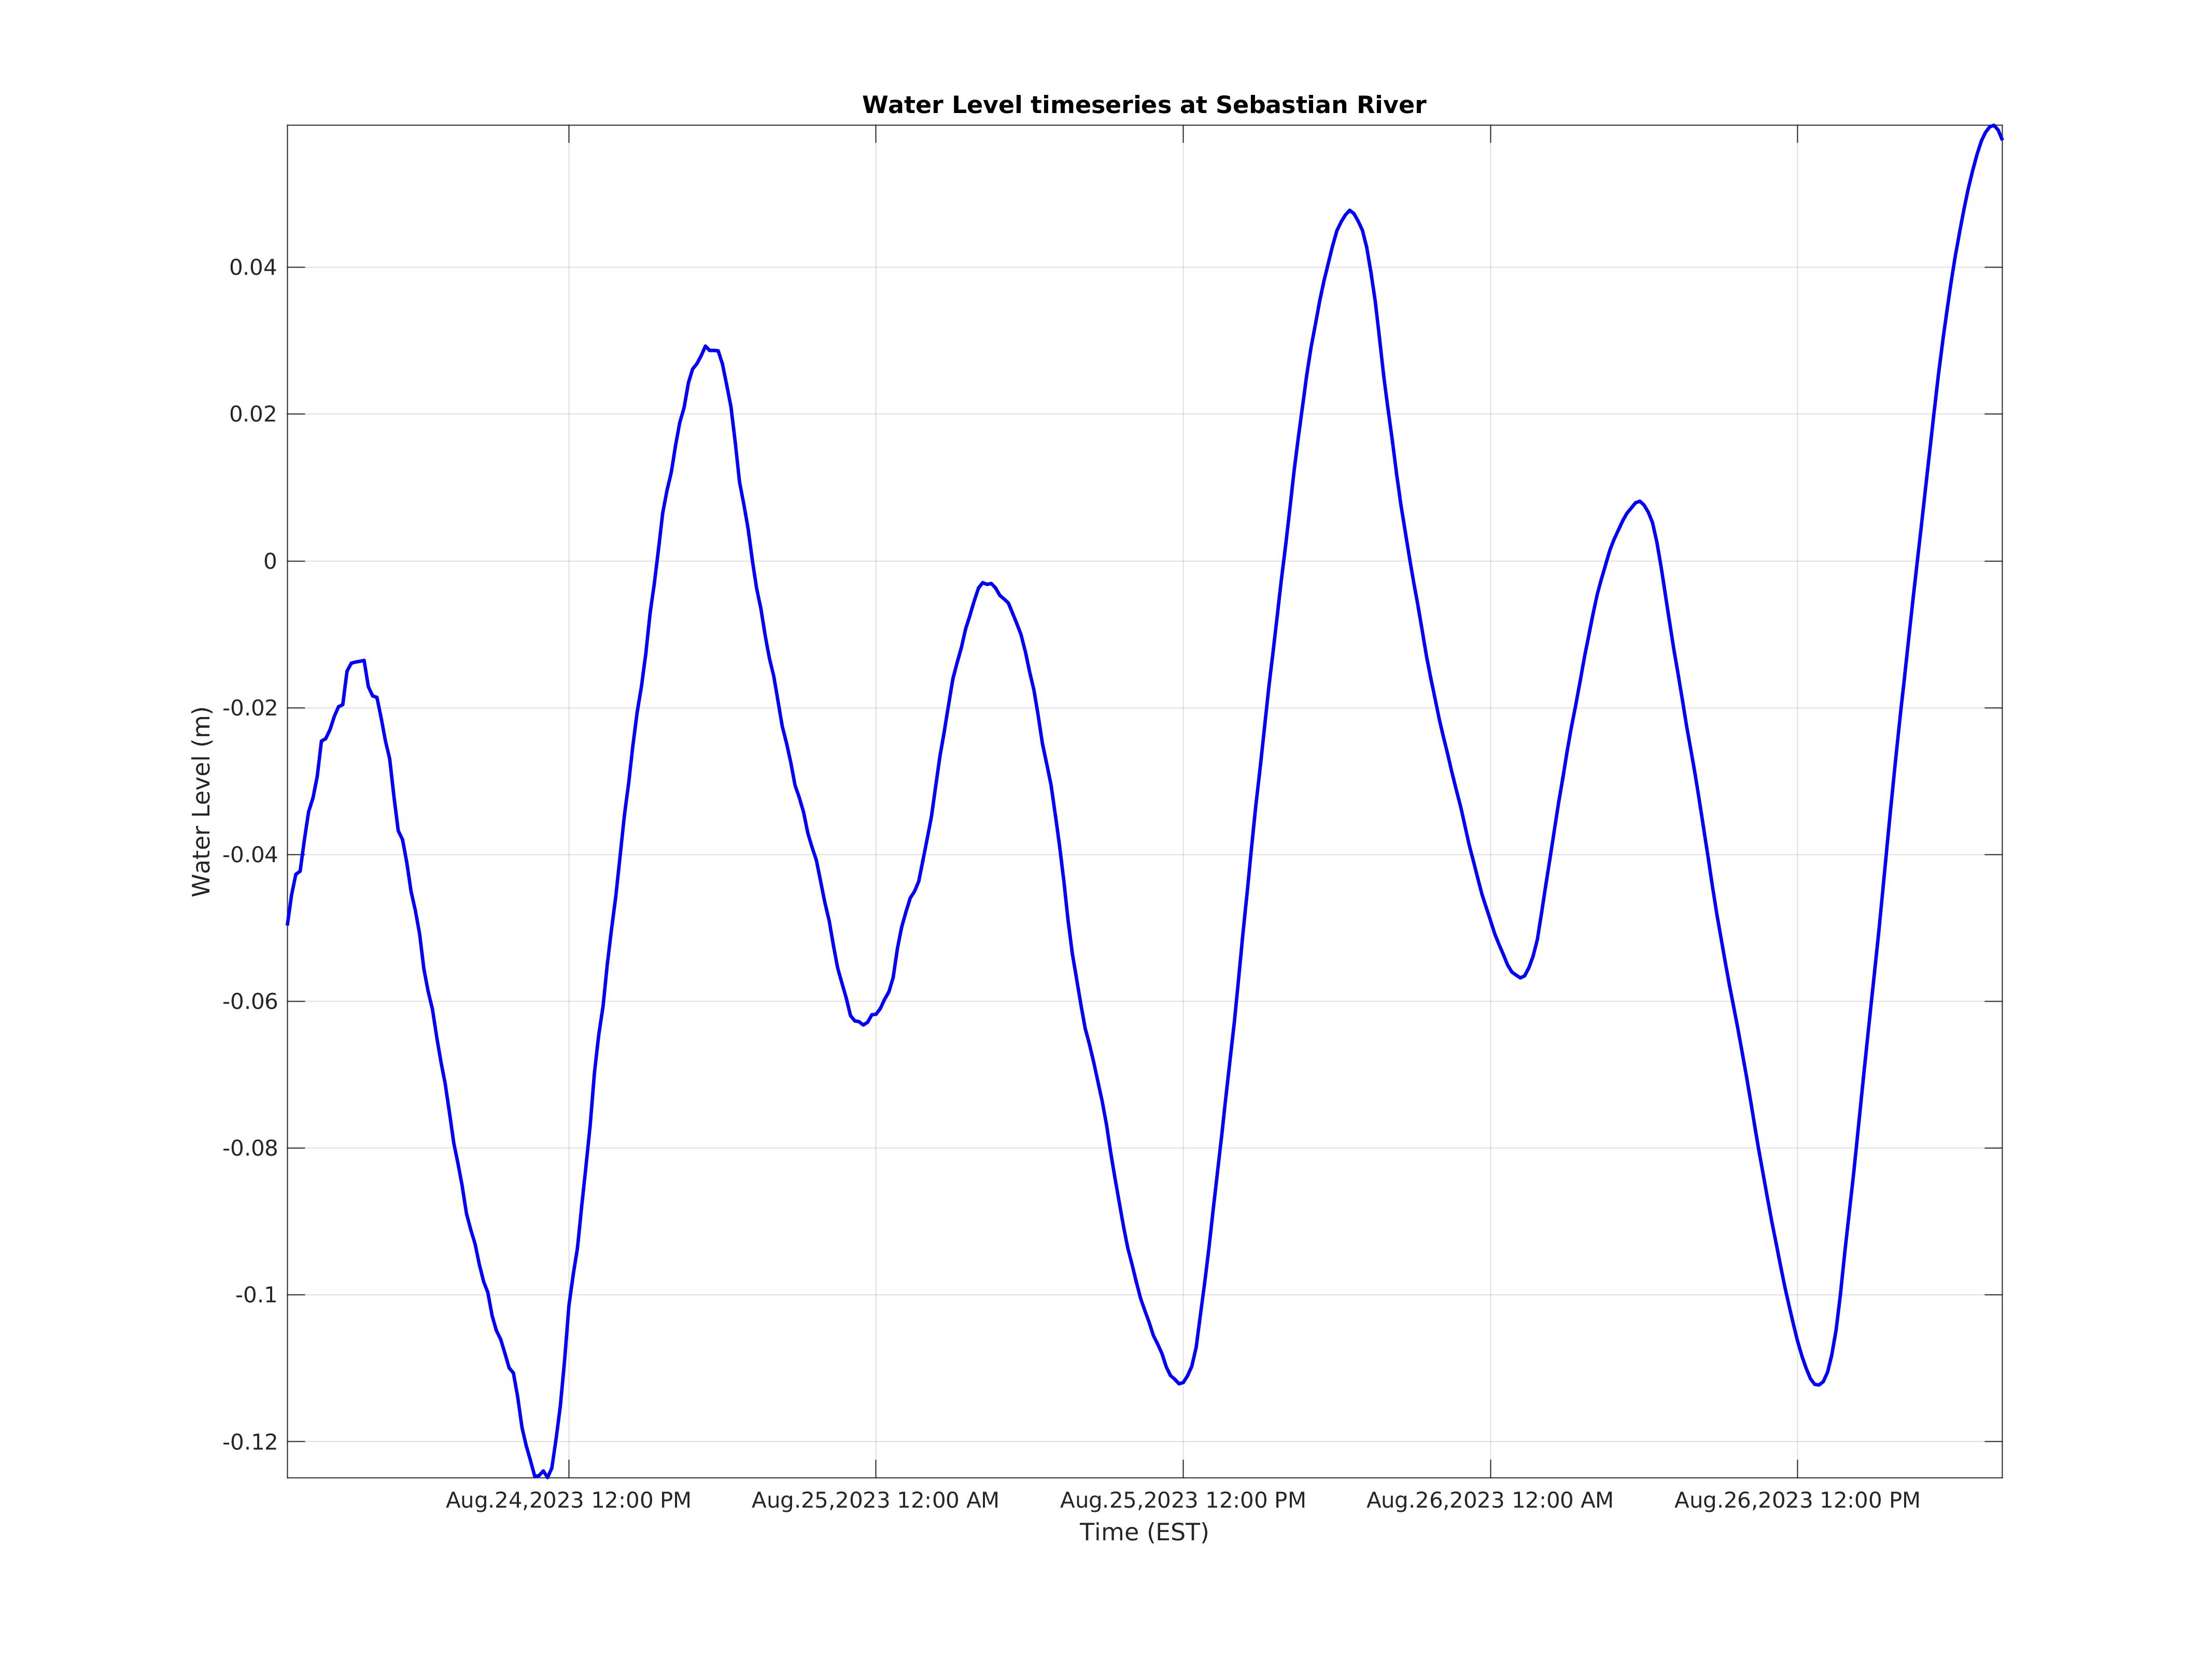 Water Level timeseries at Sebastian River
0.04
0.02
0
-0.02
-0.04
-0.06
-0.08
-0.1
-0.12
Water Level (m)
Aug.24,2023 12:00 PM Aug.25,2023 12:00 AM Aug.25,2023 12:00 PM Aug.26,2023 12:00 AM Aug.26,2023 12:00 PM
Time (EST)